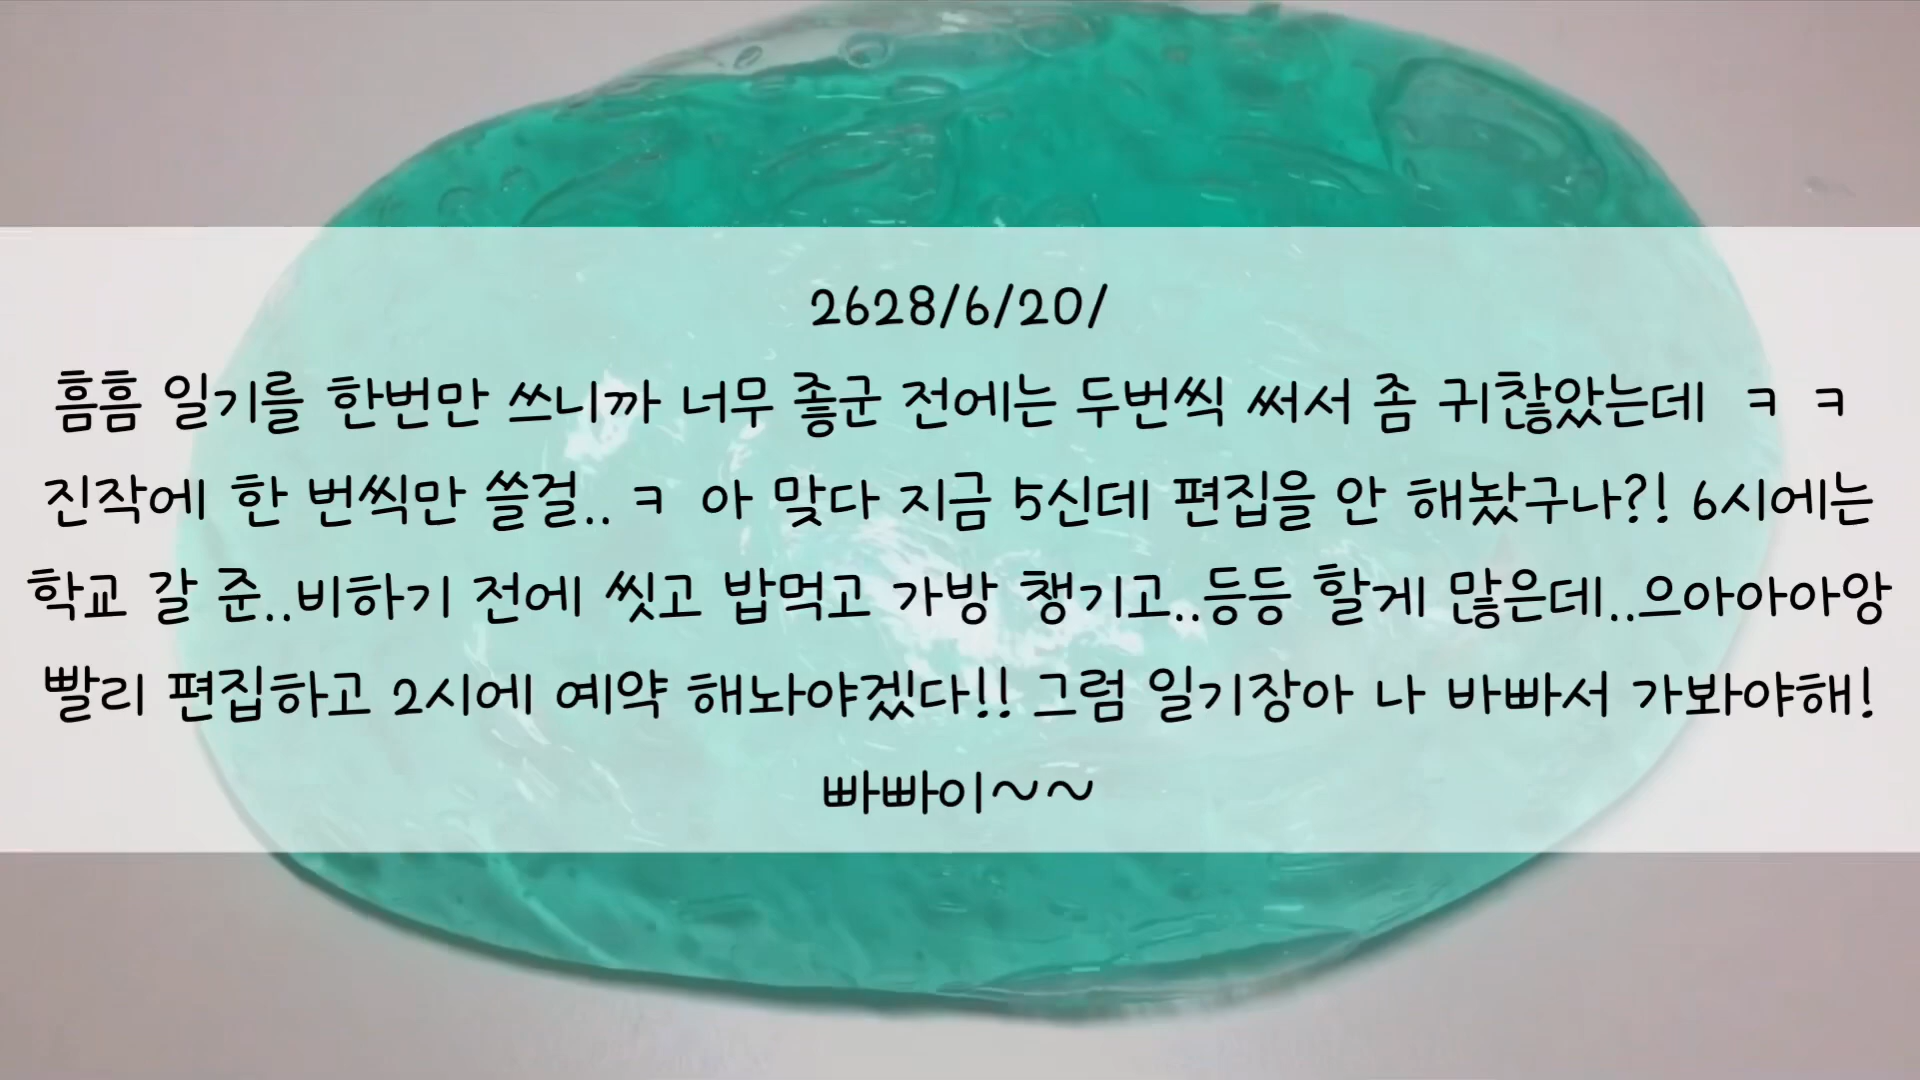 2628/6/20/
흠흠 일기를 한번만 쓰니까 너무 좋군 전에는 두번씩 써서 좀 귀찮았는데 ㅋㅋ
진작에 한 번씩만 쓸걸.. ㅋ 아 맞다 지금 5신데 편집을 안 해놨구나?! 6시에는
학교 갈 준..비하기 전에 씻고 밥먹고 가방 챙기고..등등 할게 많은데..으아아아앙
빨리 편집하고 2시에 예약 해놔야겠다!! 그럼 일기장아 나 바빠서 가봐야해!
빠빠이~~